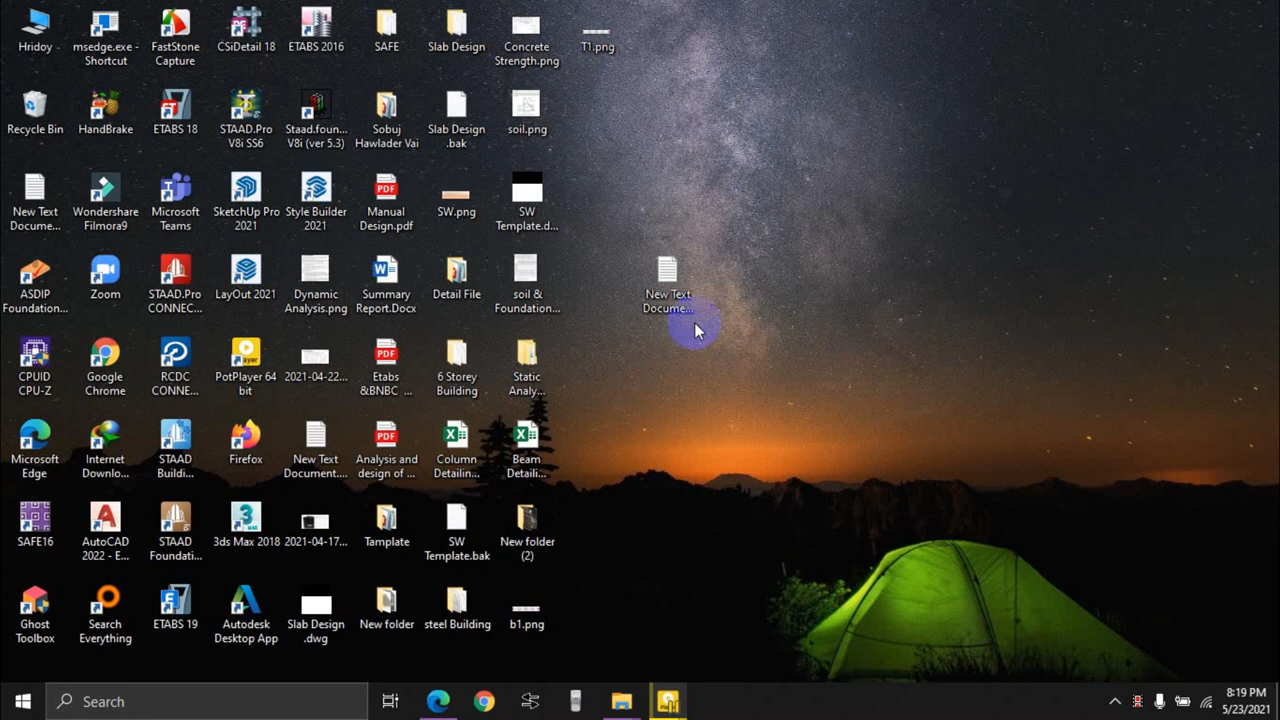 Hridoy
msedge.exe -
Shortcut
FastStone
Capture
CSiDetail 18
ETABS 2016
SAFE
Slab Design
Concrete
Strength.png
T1.png
Recycle Bin
HandBrake
ETABS 18
STAAD.Pro
V8i SS6
Staad.foun...
V8i (ver 5.3)
Sobuj
Hawlader Vai
Slab Design
.bak
soil.png
New Text
Docume...
Wondershare
Filmora9
Microsoft
Teams
SketchUp Pro
2021
Style Builder
2021
PDF
Manual
Design.pdf
SW.png
SW
Template.d...
ASDIP
Foundation...
Zoom
STAAD.Pro
CONNEC...
LayOut 2021
Dynamic
Analysis.png
Summary
Report.Docx
Detail File
soil &
Foundation...
New Text
Docume...
CPUID
CPU-Z
Google
Chrome
RCDC
CONNE...
PotPlayer 64
bit
2021-04-22...
PDF
Etabs
&BNBC ...
6 Storey
Building
Static
Analy...
Microsoft
Edge
Internet
Downlo...
STAAD
Buildi...
Firefox
New Text
Document....
PDF
Analysis and
design of ...
Column
Detailin...
Beam
Detaili...
SAFE16
AutoCAD
2022 - E...
STAAD
Foundati...
3ds Max 2018
2021-04-17...
Tamplate
SW
Template.bak
New folder
(2)
Ghost
Toolbox
Search
Everything
ETABS 19
Autodesk
Desktop App
Slab Design
.dwg
New folder
steel Building
b1.png
Search
8:19 PM
5/23/2021